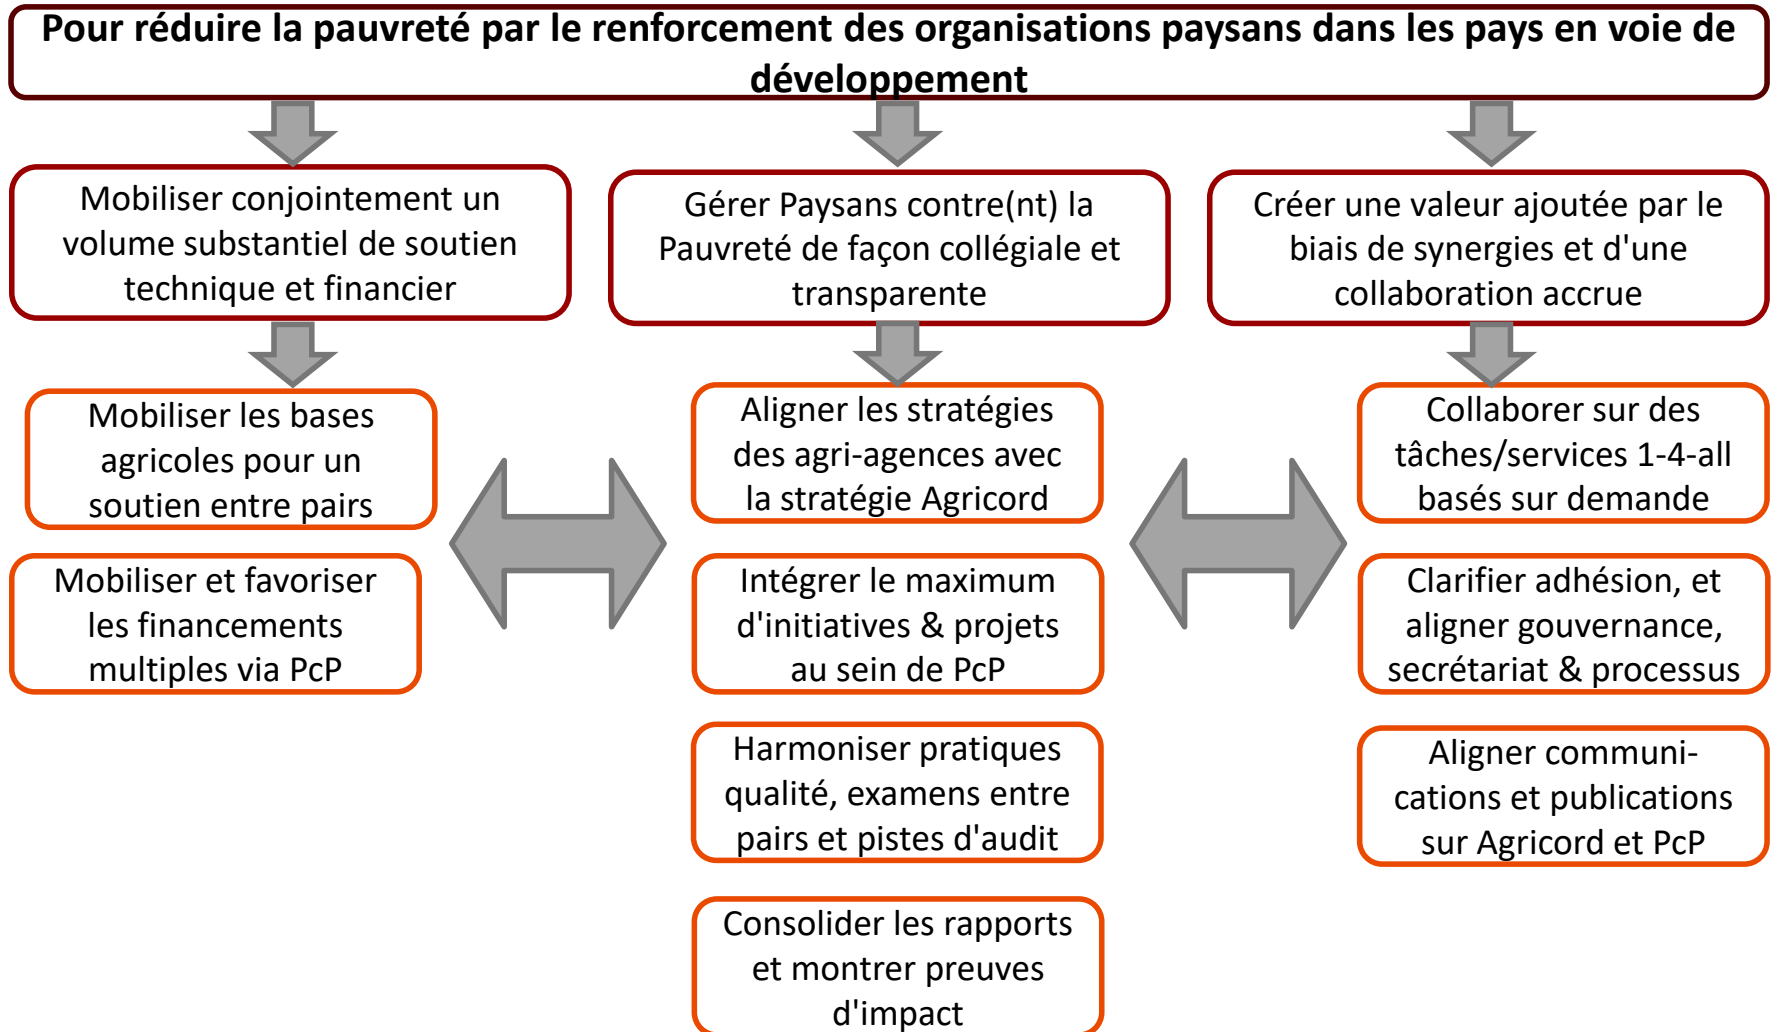 Pour réduire la pauvreté par le renforcement des organisations paysans dans les pays en voie de
développement
Mobiliser conjointement un
volume substantiel de soutien
technique et financier
Gérer Paysans contre(nt) la
Pauvreté de façon collégiale et
transparente
Créer une valeur ajoutée par le
biais de synergies et d'une
collaboration accrue
Mobiliser les bases
agricoles pour un
soutien entre pairs
Mobiliser et favoriser
les financements
multiples via PcP
Aligner les stratégies
des agri-agences avec
la stratégie Agricord
Intégrer le maximum
d'initiatives & projets
au sein de PcP
Harmoniser pratiques
qualité, examens entre
pairs et pistes d'audit
Consolider les rapports
et montrer preuves
d'impact
Collaborer sur des
tâches/services 1-4-all
basés sur demande
Clarifier adhésion, et
aligner gouvernance,
secrétariat & processus
Aligner communi-
cations et publications
sur Agricord et PcP